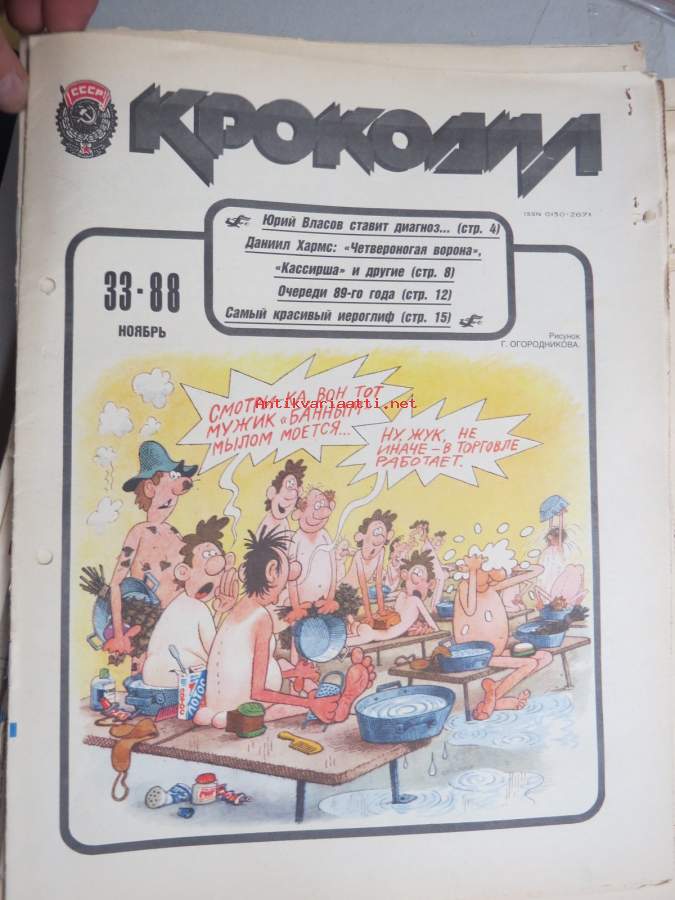 СССР
КРОКОДИЛ
ISSN 0130-267X
Юрий Власов ставит диагноз... (стр. 4)
Даниил Хармс: «Четвероногая ворона»,
«Кассирша» и другие (стр. 8)
Очереди 89-го года (стр. 12)
Самый красивый иероглиф (стр. 15)
33-88
НОЯБРЬ
Рисунок
Г. ОГОРОДНИКОВА.
СМОТРИ-КА, ВОН ТОТ
МУЖИК «БАННЫМ»
МЫЛОМ МОЕТСЯ...
Antikvariaatti.net
НУ, ЖУК, НЕ
ИНАЧЕ – В ТОРГОВЛЕ
РАБОТАЕТ.
ЛОТОС